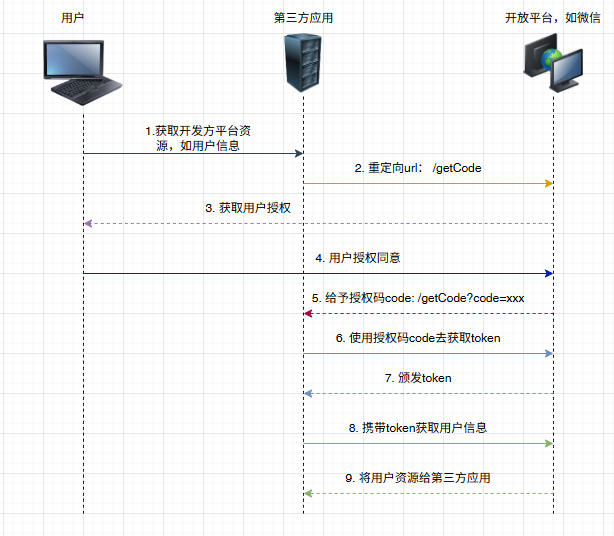 用户
第三方应用
开放平台，如微信
1.获取开发方平台资
源，如用户信息
2. 重定向url： /getCode
3. 获取用户授权
4. 用户授权同意
5. 给予授权码code: /getCode?code=xxx
6. 使用授权码code去获取token
7. 颁发token
8. 携带token获取用户信息
9. 将用户资源给第三方应用